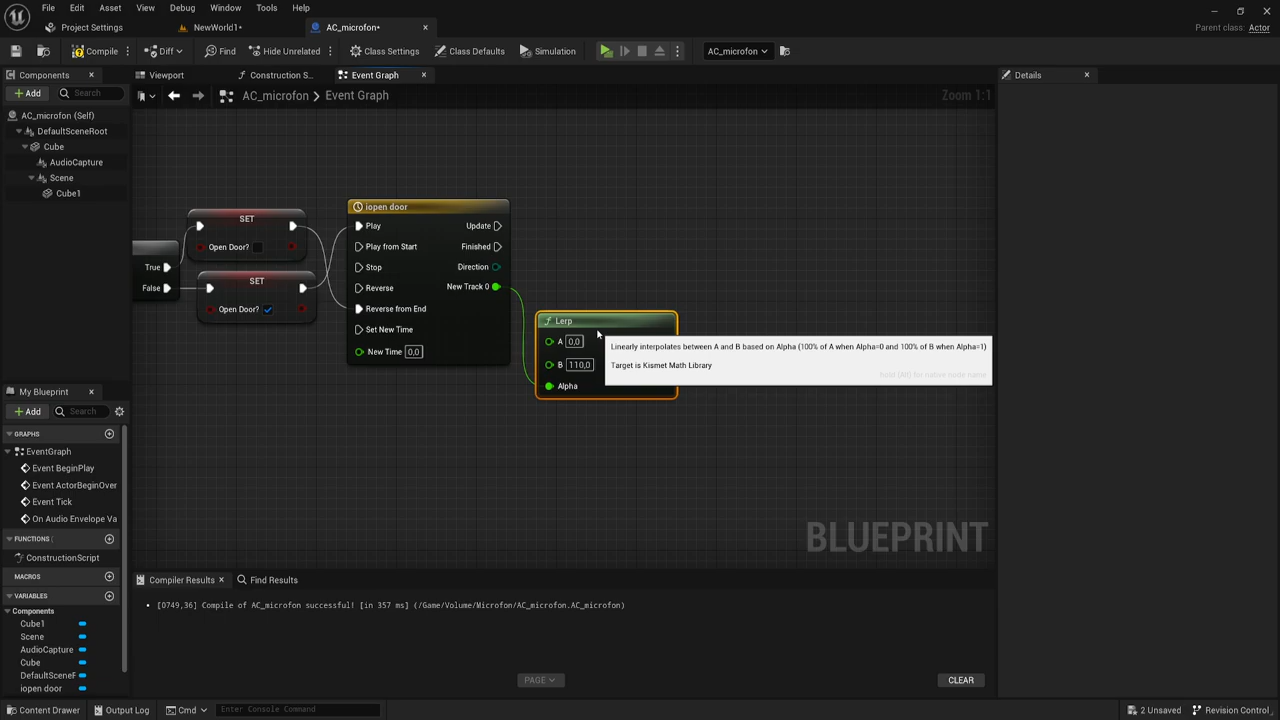 File Edit Asset View Debug Window Tools Help
Parent class: Actor
Project Settings NewWorld1* AC_microfon*
Compile Diff Find Hide Unrelated Class Settings Class Defaults Simulation AC_microfon
Components Viewport Construction S... Event Graph Details
Add Search
AC_microfon > Event Graph Zoom 1:1
AC_microfon (Self)
DefaultSceneRoot
Cube
AudioCapture
Scene
Cube1
SET
Open Door?
SET
Open Door?
True
False
iopen door
Play Update
Play from Start Finished
Stop Direction
Reverse New Track 0
Reverse from End
Set New Time
New Time 0,0
Lerp
A 0,0
B 110,0
Alpha
Linearly interpolates between A and B based on Alpha (100% of A when Alpha=0 and 100% of B when Alpha=1)
Target is Kismet Math Library
hold (Alt) for native node name
BLUEPRINT
My Blueprint
Add Search
GRAPHS
EventGraph
Event BeginPlay
Event ActorBeginOver
Event Tick
On Audio Envelope Va
FUNCTIONS (
ConstructionScript
MACROS
VARIABLES
Components
Cube1
Scene
AudioCapture
Cube
DefaultSceneF
iopen door
Compiler Results Find Results
[0749,36] Compile of AC_microfon successful! [in 357 ms] (/Game/Volume/Microfon/AC_microfon.AC_microfon)
PAGE CLEAR
Content Drawer Output Log Cmd Enter Console Command 2 Unsaved Revision Control